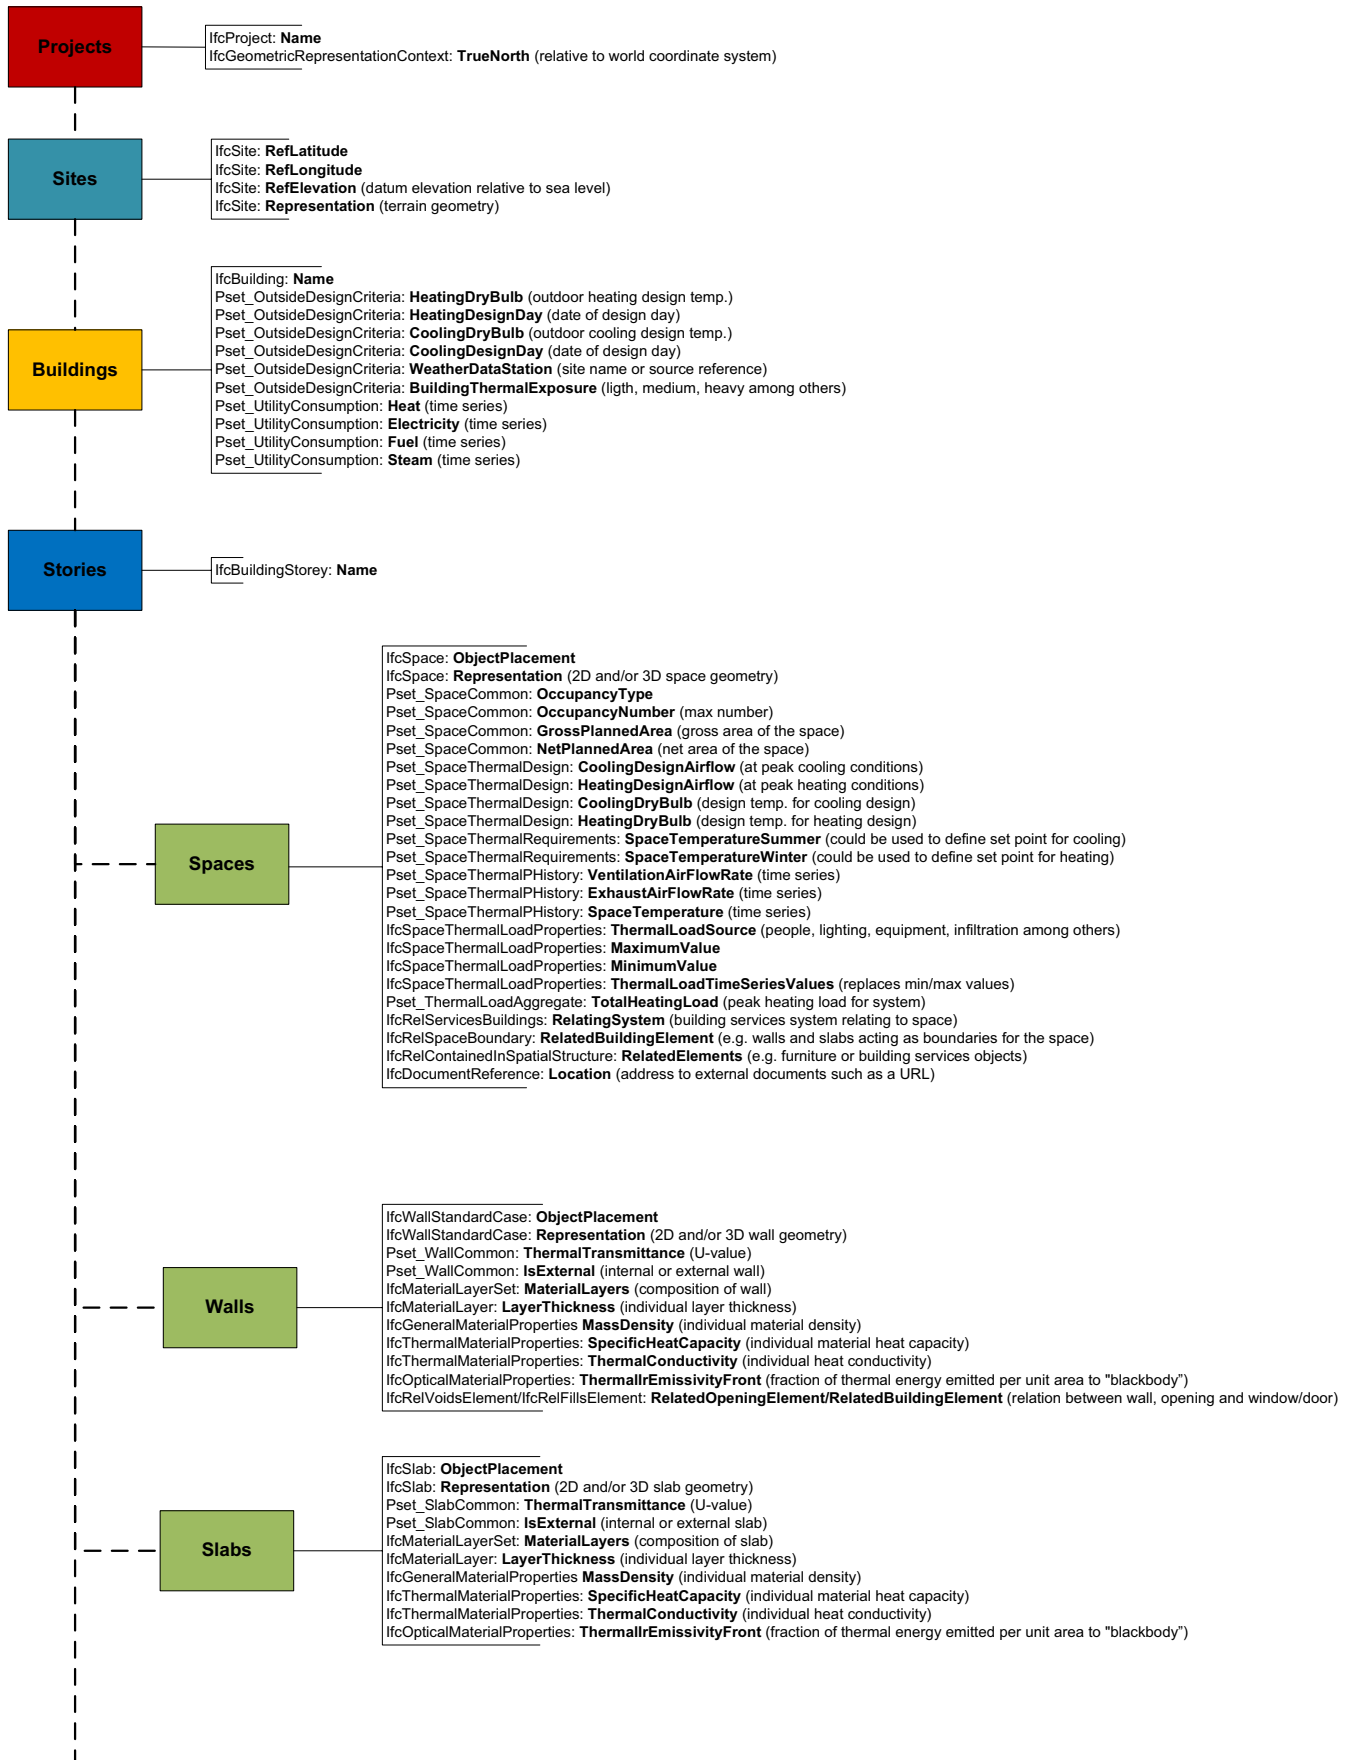 Projects
IfcProject: Name
IfcGeometricRepresentationContext: TrueNorth (relative to world coordinate system)
Sites
IfcSite: RefLatitude
IfcSite: RefLongitude
IfcSite: RefElevation (datum elevation relative to sea level)
IfcSite: Representation (terrain geometry)
Buildings
IfcBuilding: Name
Pset_OutsideDesignCriteria: HeatingDryBulb (outdoor heating design temp.)
Pset_OutsideDesignCriteria: HeatingDesignDay (date of design day)
Pset_OutsideDesignCriteria: CoolingDryBulb (outdoor cooling design temp.)
Pset_OutsideDesignCriteria: CoolingDesignDay (date of design day)
Pset_OutsideDesignCriteria: WeatherDataStation (site name or source reference)
Pset_OutsideDesignCriteria: BuildingThermalExposure (ligth, medium, heavy among others)
Pset_UtilityConsumption: Heat (time series)
Pset_UtilityConsumption: Electricity (time series)
Pset_UtilityConsumption: Fuel (time series)
Pset_UtilityConsumption: Steam (time series)
Stories
IfcBuildingStorey: Name
Spaces
IfcSpace: ObjectPlacement
IfcSpace: Representation (2D and/or 3D space geometry)
Pset_SpaceCommon: OccupancyType
Pset_SpaceCommon: OccupancyNumber (max number)
Pset_SpaceCommon: GrossPlannedArea (gross area of the space)
Pset_SpaceCommon: NetPlannedArea (net area of the space)
Pset_SpaceThermalDesign: CoolingDesignAirflow (at peak cooling conditions)
Pset_SpaceThermalDesign: HeatingDesignAirflow (at peak heating conditions)
Pset_SpaceThermalDesign: CoolingDryBulb (design temp. for cooling design)
Pset_SpaceThermalDesign: HeatingDryBulb (design temp. for heating design)
Pset_SpaceThermalRequirements: SpaceTemperatureSummer (could be used to define set point for cooling)
Pset_SpaceThermalRequirements: SpaceTemperatureWinter (could be used to define set point for heating)
Pset_SpaceThermalPHistory: VentilationAirFlowRate (time series)
Pset_SpaceThermalPHistory: ExhaustAirFlowRate (time series)
Pset_SpaceThermalPHistory: SpaceTemperature (time series)
IfcSpaceThermalLoadProperties: ThermalLoadSource (people, lighting, equipment, infiltration among others)
IfcSpaceThermalLoadProperties: MaximumValue
IfcSpaceThermalLoadProperties: MinimumValue
IfcSpaceThermalLoadProperties: ThermalLoadTimeSeriesValues (replaces min/max values)
Pset_ThermalLoadAggregate: TotalHeatingLoad (peak heating load for system)
IfcRelServicesBuildings: RelatingSystem (building services system relating to space)
IfcRelSpaceBoundary: RelatedBuildingElement (e.g. walls and slabs acting as boundaries for the space)
IfcRelContainedInSpatialStructure: RelatedElements (e.g. furniture or building services objects)
IfcDocumentReference: Location (address to external documents such as a URL)
Walls
IfcWallStandardCase: ObjectPlacement
IfcWallStandardCase: Representation (2D and/or 3D wall geometry)
Pset_WallCommon: ThermalTransmittance (U-value)
Pset_WallCommon: IsExternal (internal or external wall)
IfcMaterialLayerSet: MaterialLayers (composition of wall)
IfcMaterialLayer: LayerThickness (individual layer thickness)
IfcGeneralMaterialProperties MassDensity (individual material density)
IfcThermalMaterialProperties: SpecificHeatCapacity (individual material heat capacity)
IfcThermalMaterialProperties: ThermalConductivity (individual heat conductivity)
IfcOpticalMaterialProperties: ThermalIrEmissivityFront (fraction of thermal energy emitted per unit area to "blackbody”)
IfcRelVoidsElement/IfcRelFillsElement: RelatedOpeningElement/RelatedBuildingElement (relation between wall, opening and window/door)
Slabs
IfcSlab: ObjectPlacement
IfcSlab: Representation (2D and/or 3D slab geometry)
Pset_SlabCommon: ThermalTransmittance (U-value)
Pset_SlabCommon: IsExternal (internal or external slab)
IfcMaterialLayerSet: MaterialLayers (composition of slab)
IfcMaterialLayer: LayerThickness (individual layer thickness)
IfcGeneralMaterialProperties MassDensity (individual material density)
IfcThermalMaterialProperties: SpecificHeatCapacity (individual material heat capacity)
IfcThermalMaterialProperties: ThermalConductivity (individual heat conductivity)
IfcOpticalMaterialProperties: ThermalIrEmissivityFront (fraction of thermal energy emitted per unit area to "blackbody”)